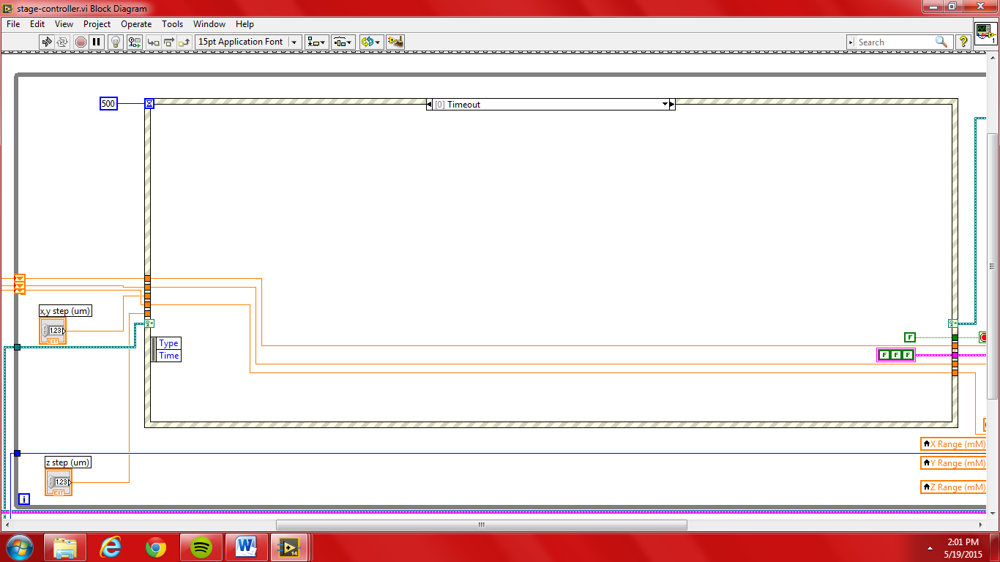 stage-controller.vi Block Diagram
File Edit View Project Operate Tools Window Help
15pt Application Font
Search
?
1
500
[0] Timeout
x,y step (um)
1.23
EXT
Type
Time
F
F F F
z step (um)
1.23
EXT
X Range (mM)
Y Range (mM)
Z Range (mM)
i
14
2:01 PM
5/19/2015